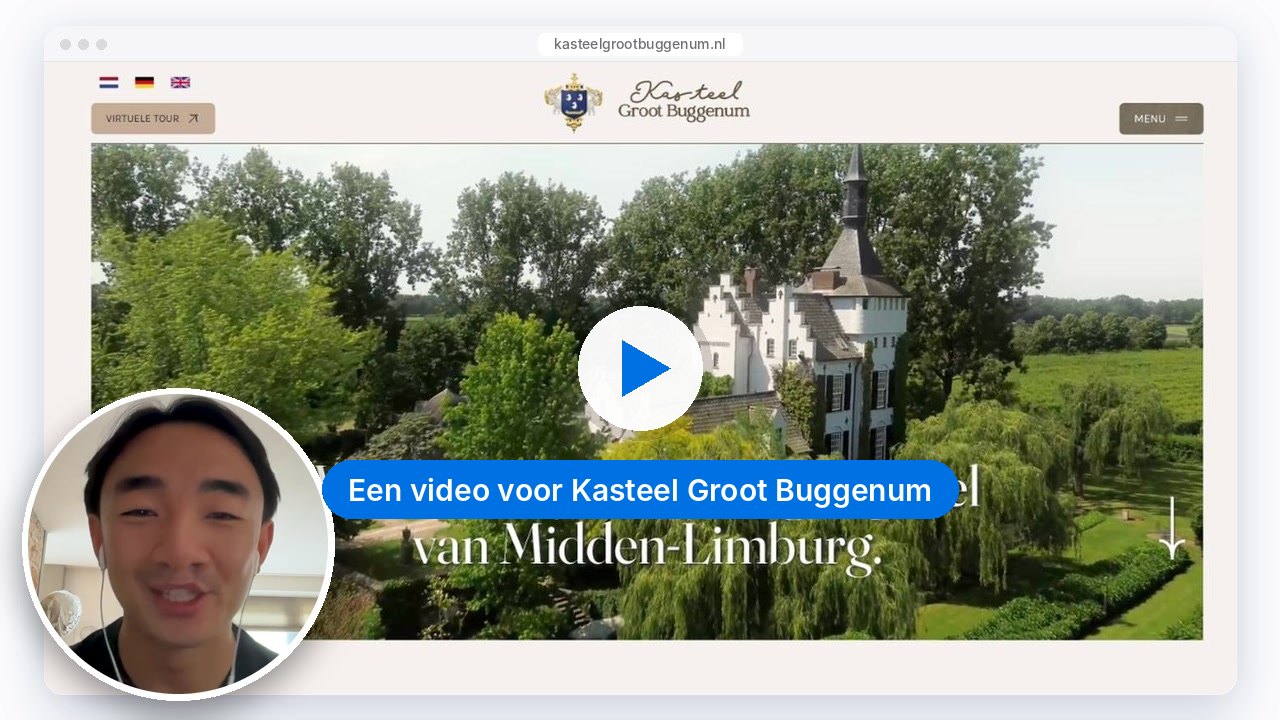 kasteelgrootbuggenum.nl
VIRTUELE TOUR
Kasteel
Groot Buggenum
MENU
Een video voor Kasteel Groot Buggenum
van Midden-Limburg.